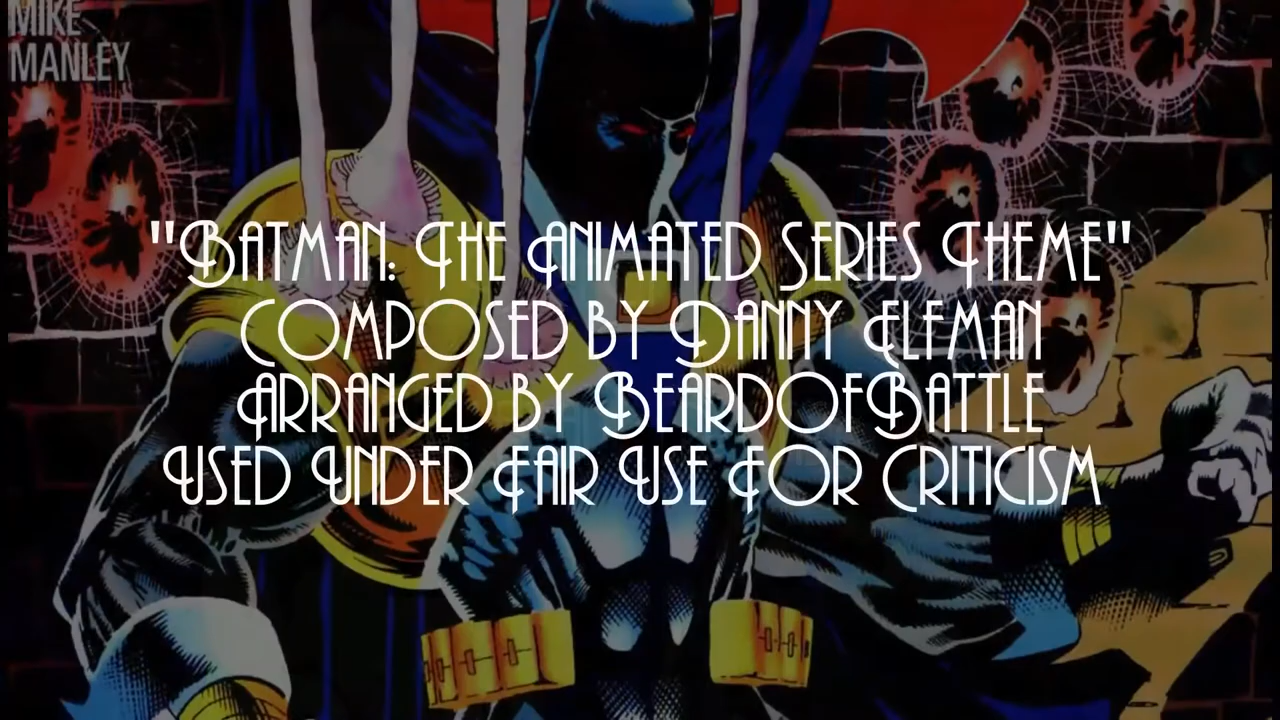 MIKE
MANLEY
"Batman: The Animated Series Theme"
Composed by Danny Elfman
Arranged by BeardofBattle
Used Under Fair Use For Criticism